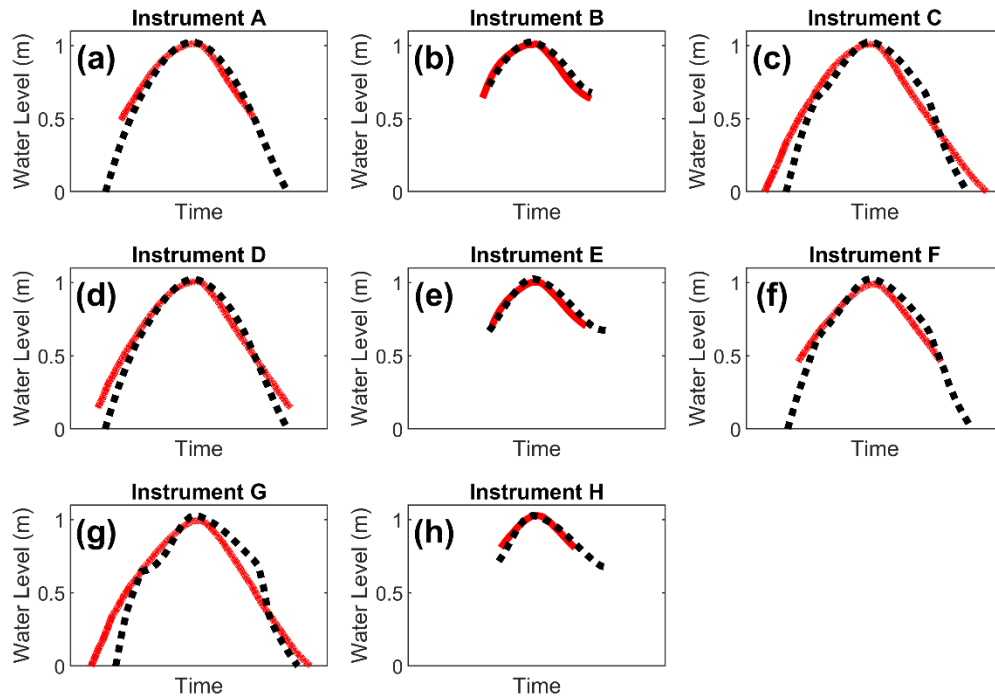 Instrument A
Instrument B
Instrument C
(a)
(b)
(c)
Water Level (m)
1
0.5
0
Time
Water Level (m)
1
0.5
0
Time
Water Level (m)
1
0.5
0
Time
Instrument D
Instrument E
Instrument F
(d)
(e)
(f)
Water Level (m)
1
0.5
0
Time
Water Level (m)
1
0.5
0
Time
Water Level (m)
1
0.5
0
Time
Instrument G
Instrument H
(g)
(h)
Water Level (m)
1
0.5
0
Time
Water Level (m)
1
0.5
0
Time